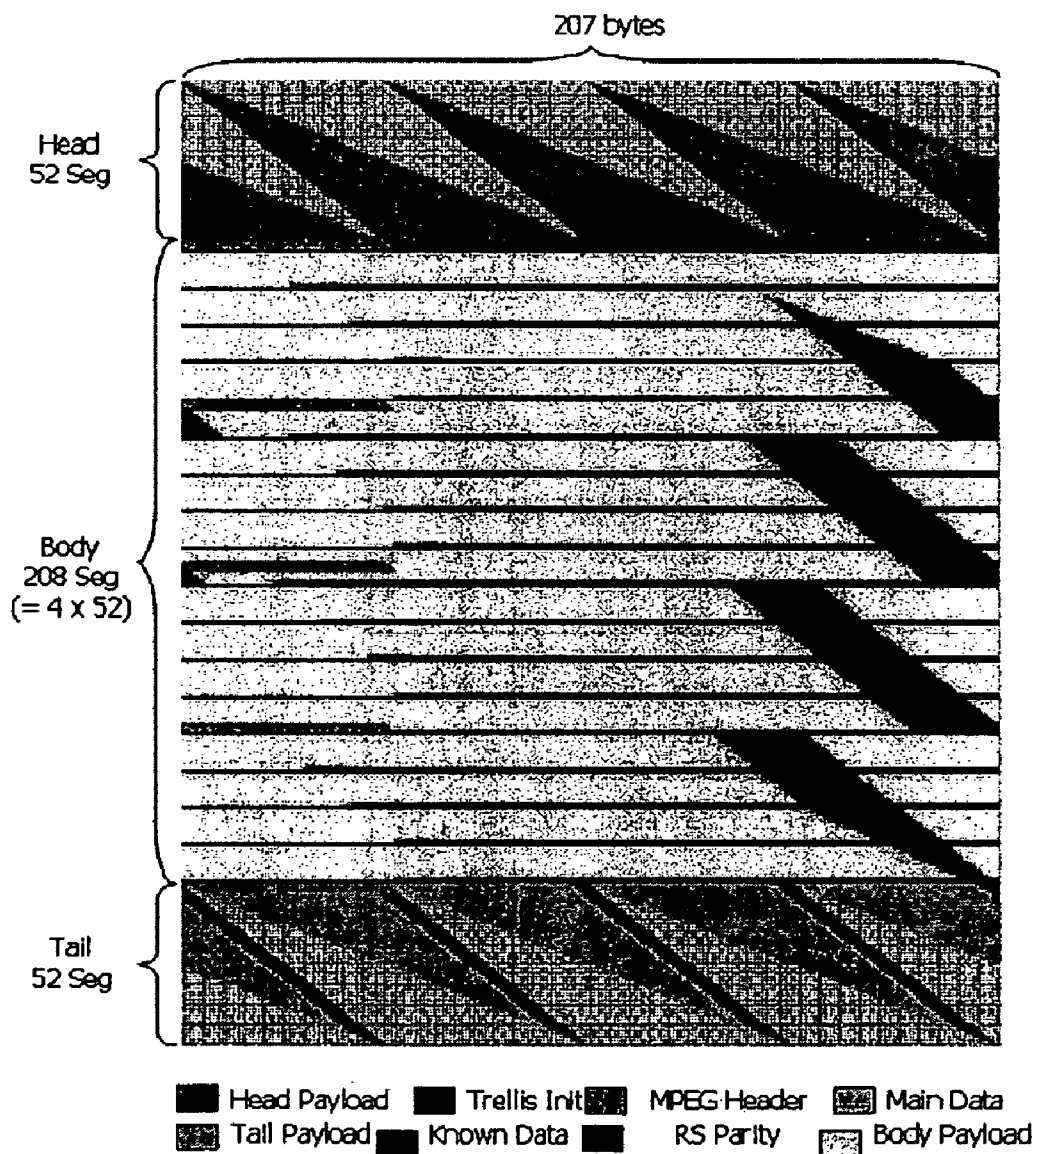 207 bytes
Head
52 Seg
Body
208 Seg
(= 4 x 52)
Tail
52 Seg
Head Payload Trellis Init MPEG Header Main Data
Tail Payload Known Data RS Parity Body Payload